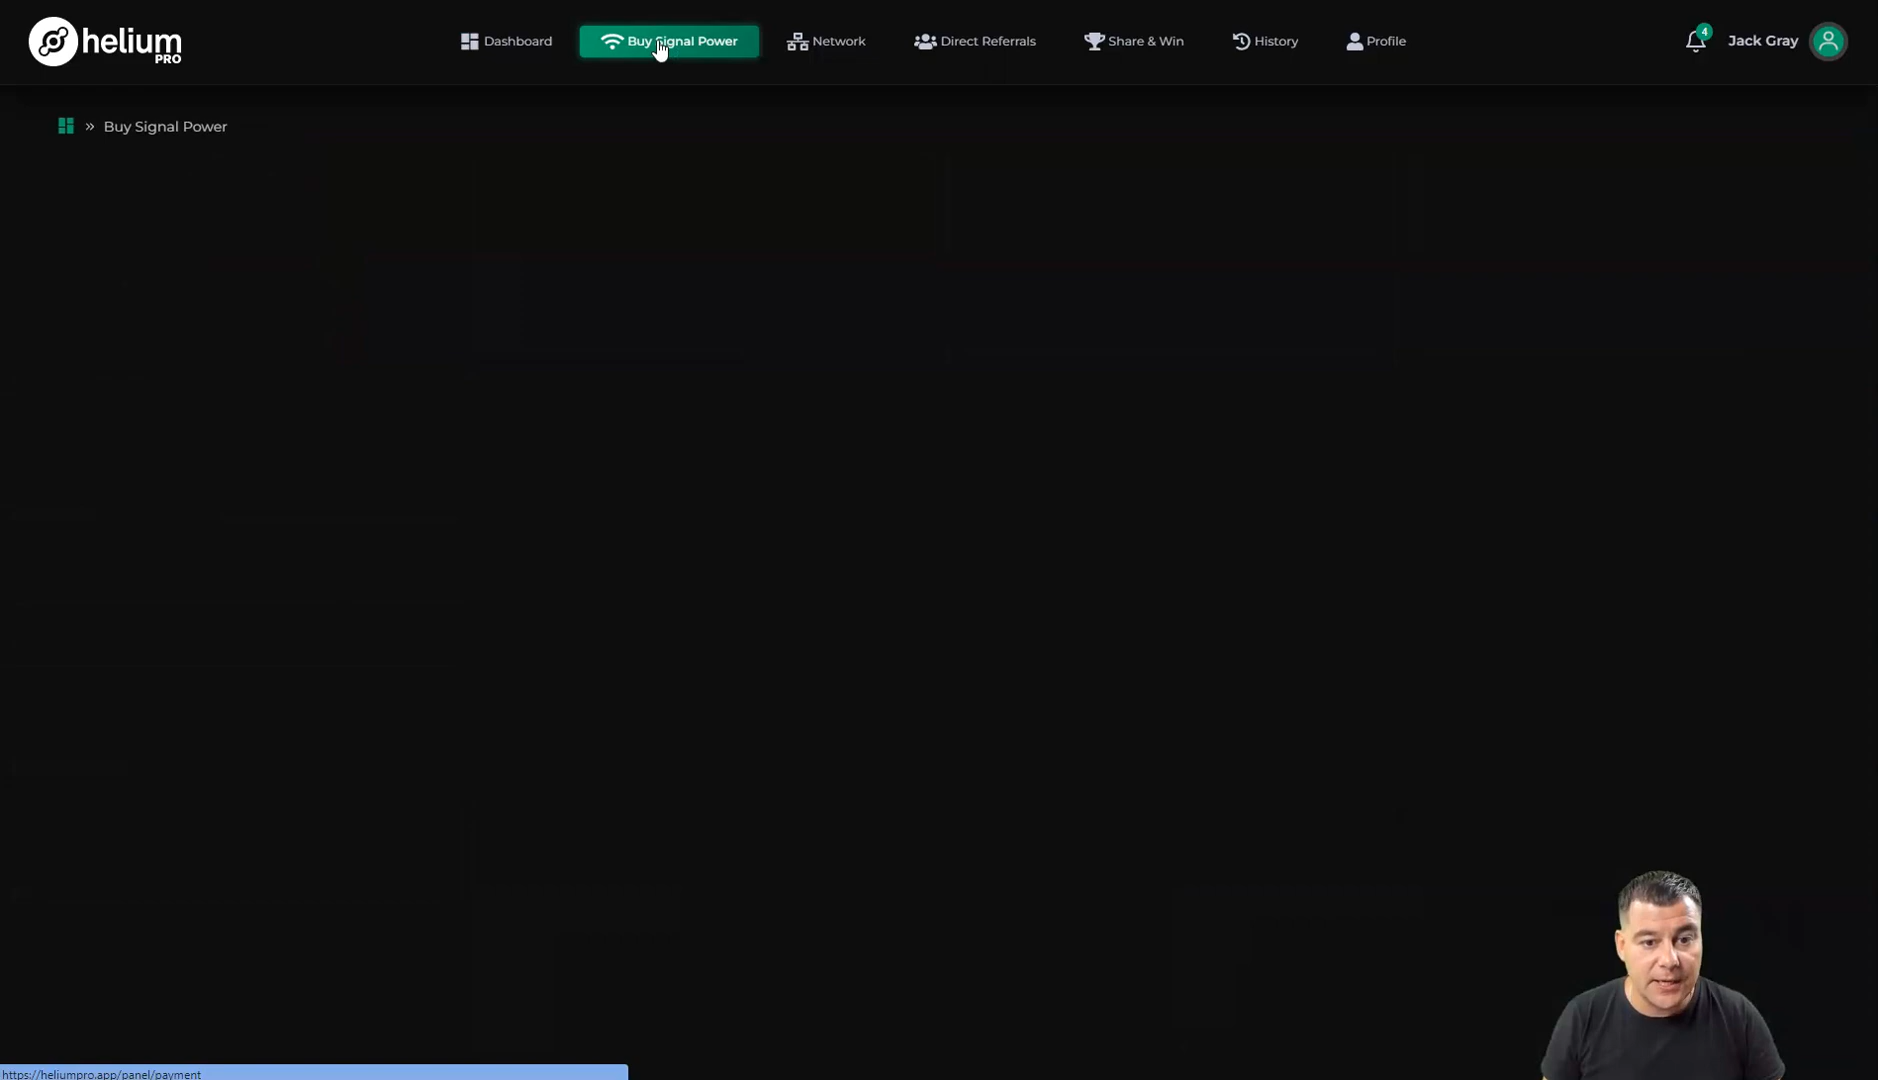 helium
PRO
Dashboard
Buy Signal Power
Network
Direct Referrals
Share & Win
History
Profile
4
Jack Gray
» Buy Signal Power
https://heliumpro.app/panel/payment